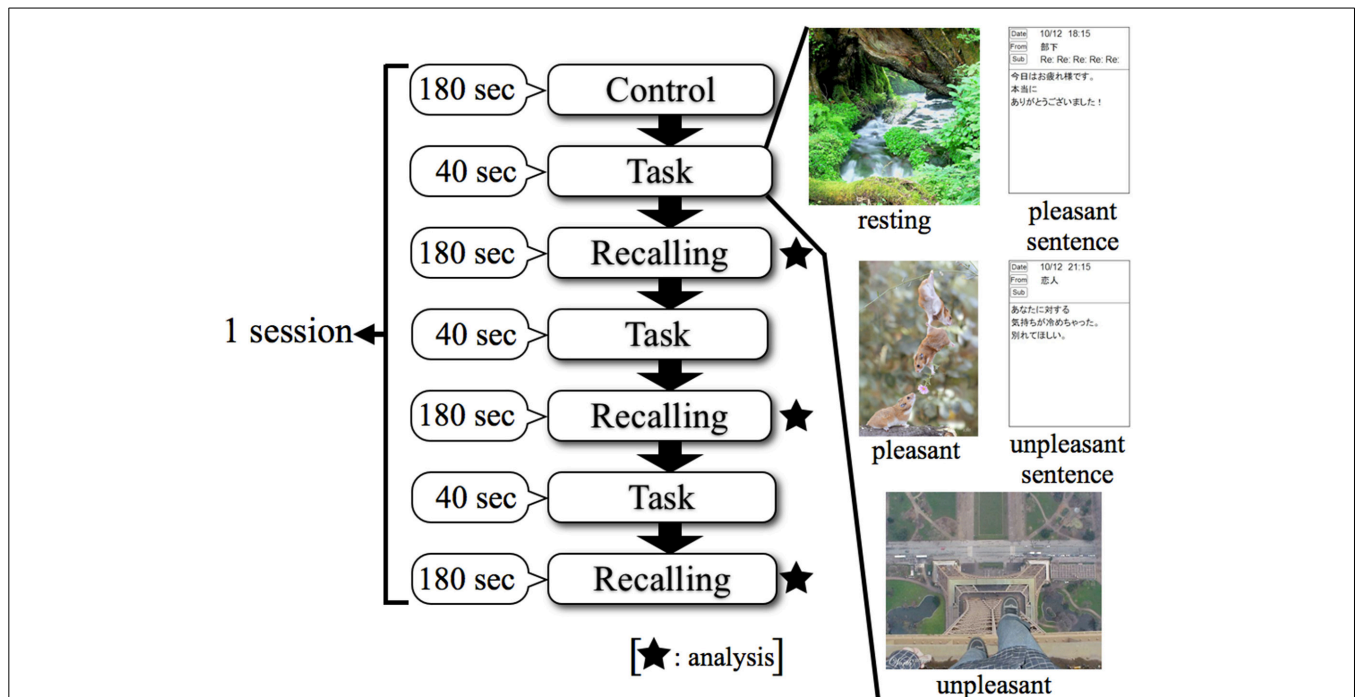 180 sec
Control
40 sec
Task
180 sec
Recalling
40 sec
Task
180 sec
Recalling
40 sec
Task
180 sec
Recalling
1 session
[★: analysis]
resting
Date 10/12 18:15
From 部下
Sub Re: Re: Re: Re: Re:
今日はお疲れ様です。
本当に
ありがとうございました!
pleasant
sentence
pleasant
Date 10/12 21:15
From 恋人
Sub
あなたに対する
気持ちが冷めちゃった。
別れてほしい。
unpleasant
sentence
unpleasant